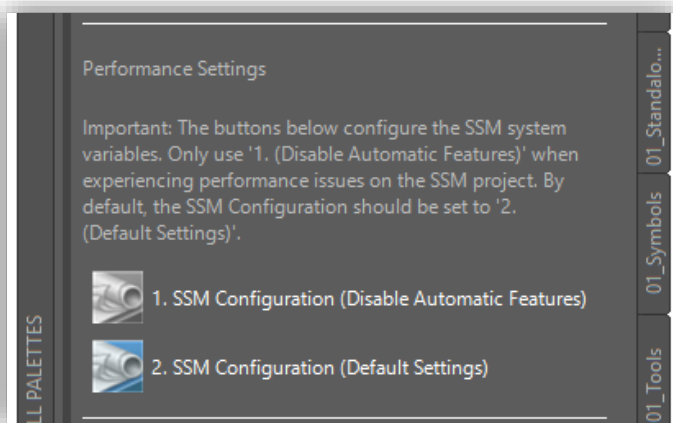 Performance Settings
Important: The buttons below configure the SSM system
variables. Only use '1. (Disable Automatic Features)' when
experiencing performance issues on the SSM project. By
default, the SSM Configuration should be set to '2.
(Default Settings)'.
1. SSM Configuration (Disable Automatic Features)
2. SSM Configuration (Default Settings)
LL PALETTES
01_Standalo...
01_Symbols
01_Tools